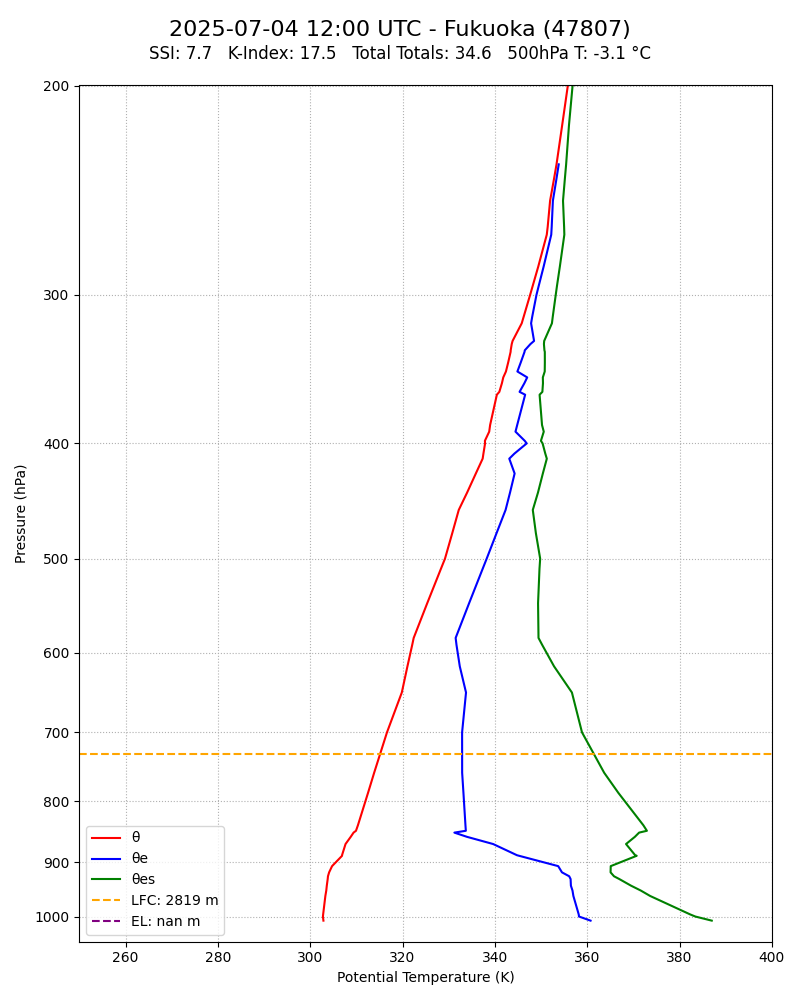 2025-07-04 12:00 UTC - Fukuoka (47807)
SSI: 7.7   K-Index: 17.5   Total Totals: 34.6   500hPa T: -3.1 °C
200
300
400
500
600
700
800
900
1000
Pressure (hPa)
θ
θe
θes
LFC: 2819 m
EL: nan m
260 280 300 320 340 360 380 400
Potential Temperature (K)